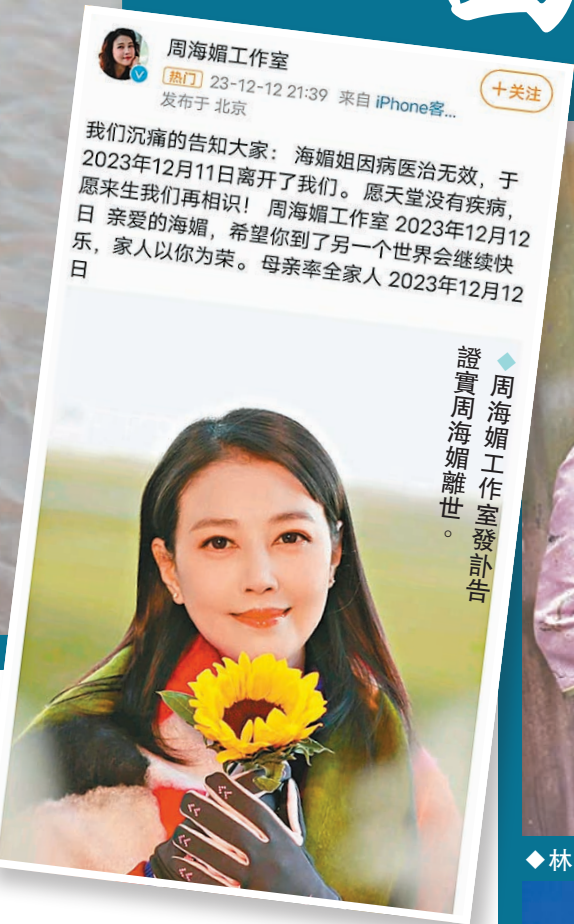 周海媚工作室
热门 23-12-12 21:39 来自 iPhone客...
发布于 北京
+关注
我们沉痛的告知大家： 海媚姐因病医治无效，于
2023年12月11日离开了我们。愿天堂没有疾病，
愿来生我们再相识！ 周海媚工作室 2023年12月12
日 亲爱的海媚，希望你到了另一个世界会继续快
乐，家人以你为荣。母亲率全家人 2023年12月12
日
◆周海媚工作室發訃告
證實周海媚離世。
◆林